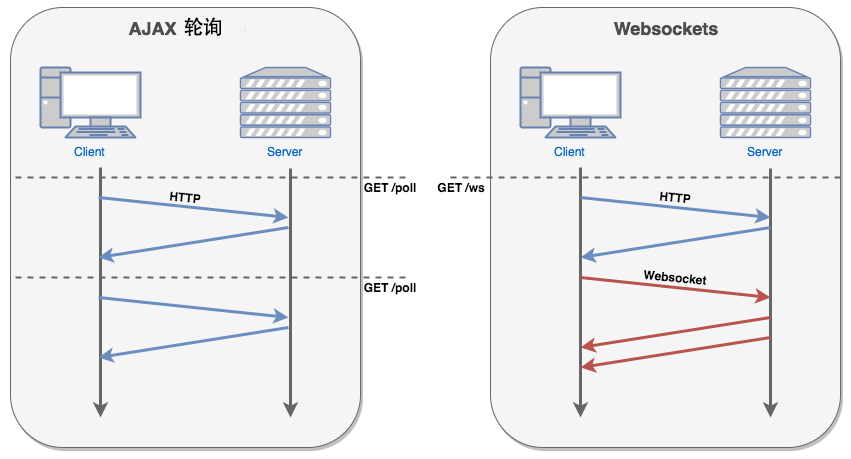 AJAX 轮询
Client
Server
GET /poll
HTTP
GET /poll
Websockets
Client
Server
GET /ws
HTTP
Websocket